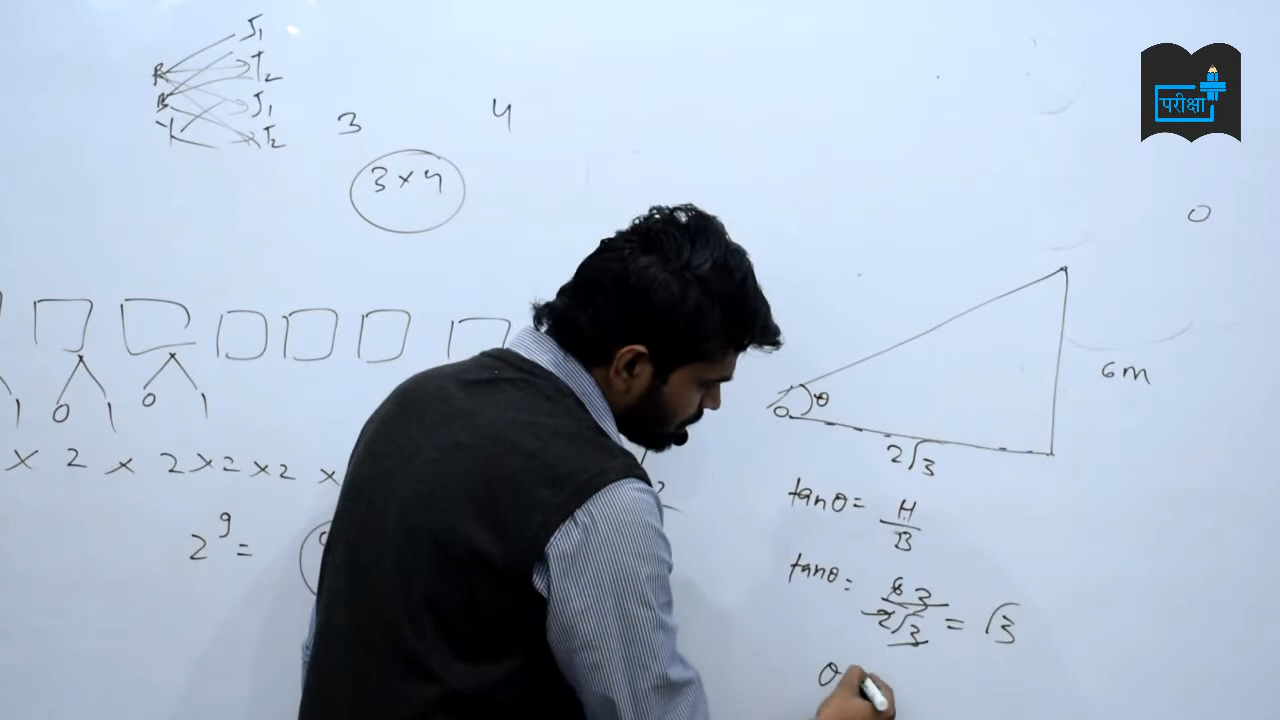 R J1
B T2
Y J1
T2
3 4
3 x 4
परीक्षा
0
0 1 0 1
1
x 2 x 2 x 2 x 2 x
2^9 =
θ
6 m
2√3
tanθ = H/B
tanθ = 6 3/2√3 = √3
θ